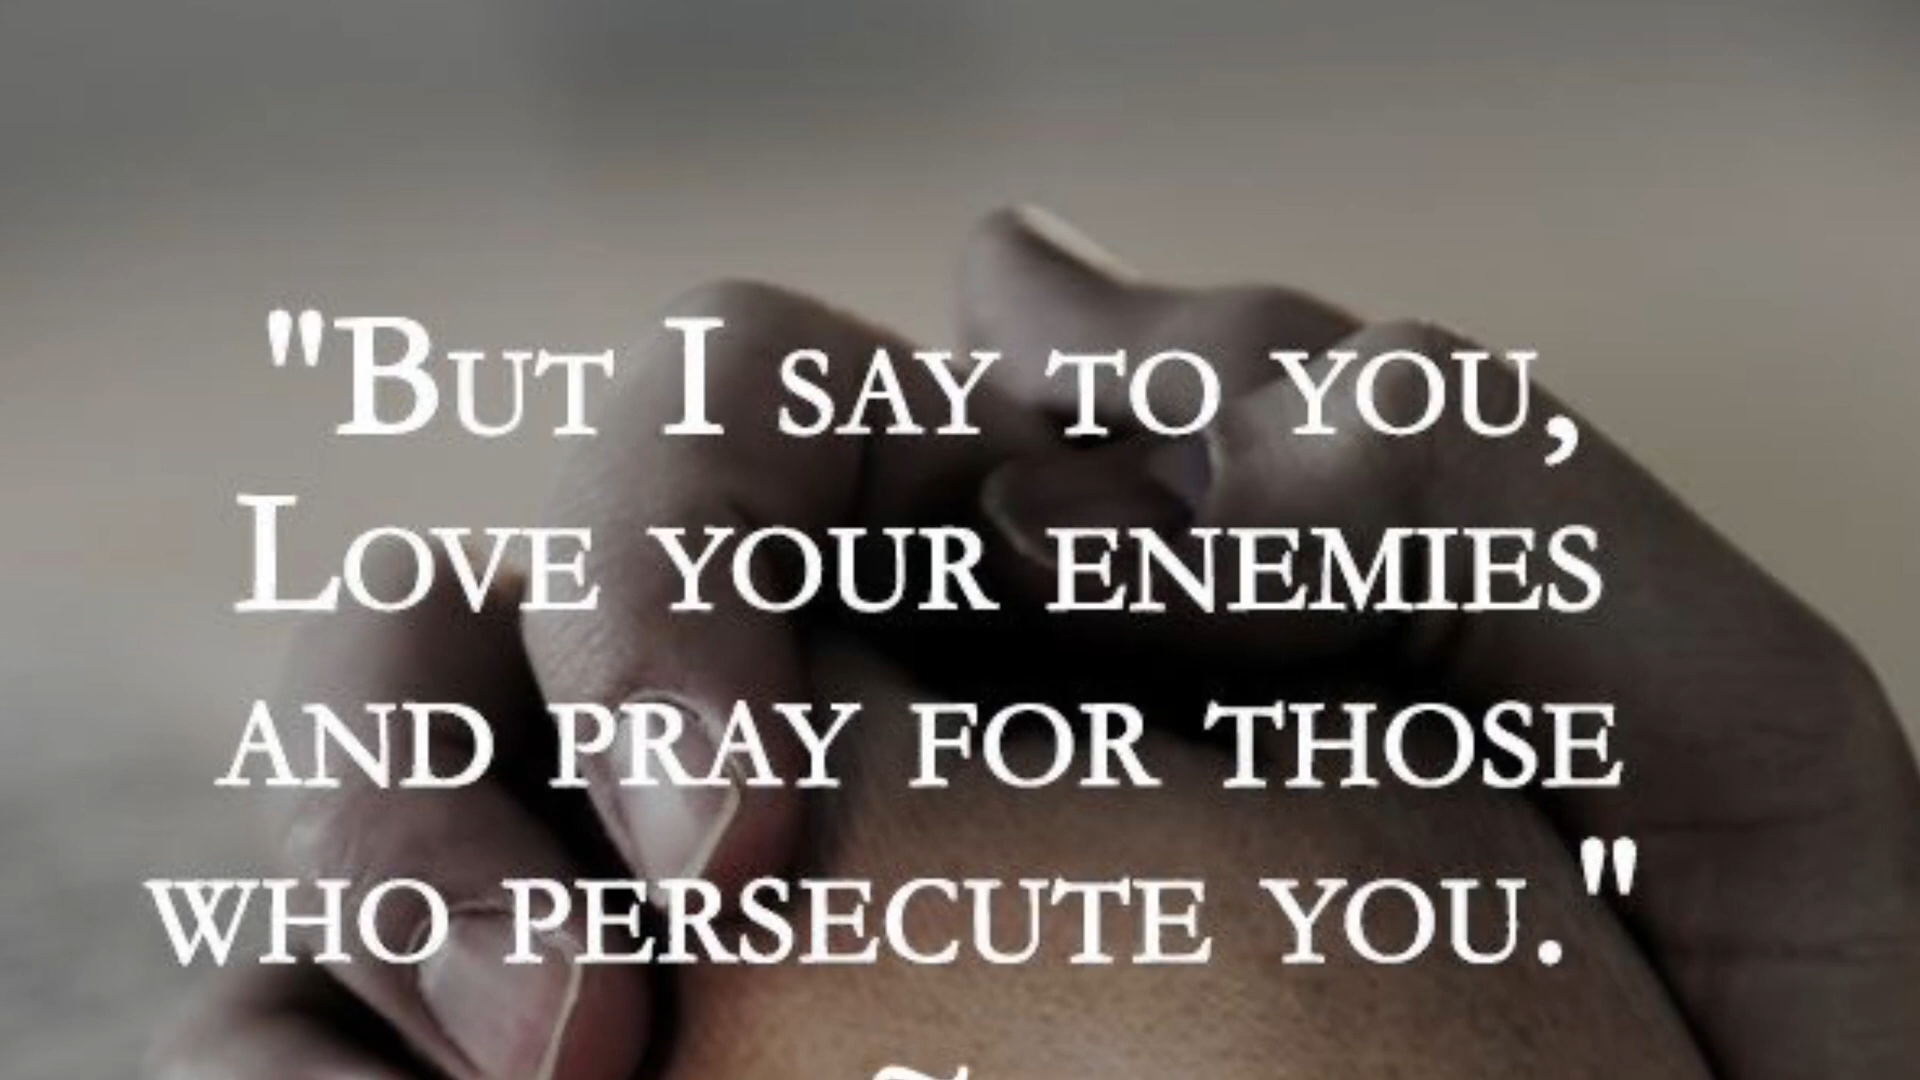 "But I say to you,
Love your enemies
and pray for those
who persecute you."